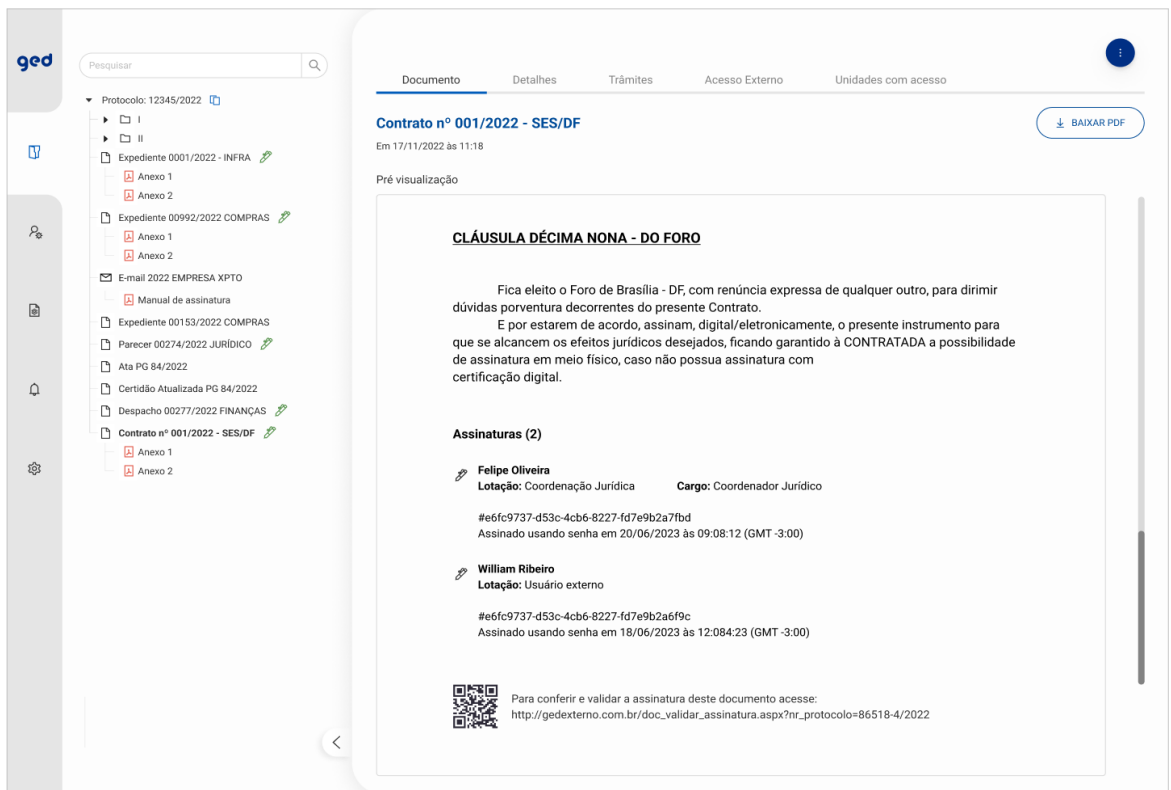 ged
Pesquisar
Protocolo: 12345/2022
I
II
Expediente 0001/2022 - INFRA
Anexo 1
Anexo 2
Expediente 00992/2022 COMPRAS
Anexo 1
Anexo 2
E-mail 2022 EMPRESA XPTO
Manual de assinatura
Expediente 00153/2022 COMPRAS
Parecer 00274/2022 JURÍDICO
Ata PG 84/2022
Certidão Atualizada PG 84/2022
Despacho 00277/2022 FINANÇAS
Contrato nº 001/2022 - SES/DF
Anexo 1
Anexo 2
Documento Detalhes Trâmites Acesso Externo Unidades com acesso
Contrato nº 001/2022 - SES/DF
BAIXAR PDF
Em 17/11/2022 às 11:18
Pré visualização
CLÁUSULA DÉCIMA NONA - DO FORO
Fica eleito o Foro de Brasília - DF, com renúncia expressa de qualquer outro, para dirimir
dúvidas porventura decorrentes do presente Contrato.
E por estarem de acordo, assinam, digital/eletronicamente, o presente instrumento para
que se alcancem os efeitos jurídicos desejados, ficando garantido à CONTRATADA a possibilidade
de assinatura em meio físico, caso não possua assinatura com
certificação digital.
Assinaturas (2)
Felipe Oliveira
Lotação: Coordenação Jurídica Cargo: Coordenador Jurídico
#e6fc9737-d53c-4cb6-8227-fd7e9b2a7fbd
Assinado usando senha em 20/06/2023 às 09:08:12 (GMT -3:00)
William Ribeiro
Lotação: Usuário externo
#e6fc9737-d53c-4cb6-8227-fd7e9b2a6f9c
Assinado usando senha em 18/06/2023 às 12:084:23 (GMT -3:00)
Para conferir e validar a assinatura deste documento acesse:
http://gedexterno.com.br/doc_validar_assinatura.aspx?nr_protocolo=86518-4/2022